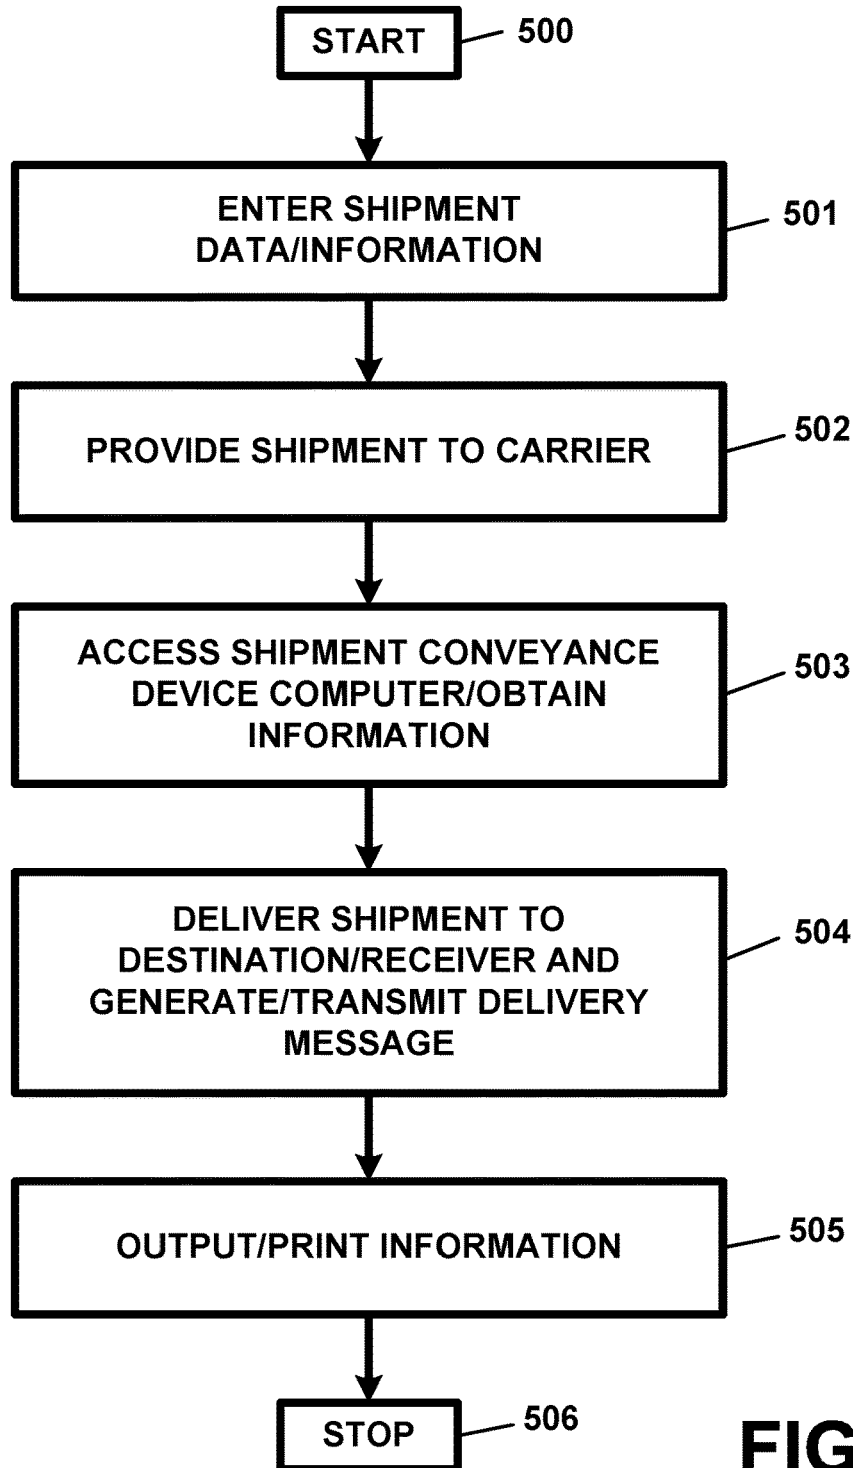 START
500
ENTER SHIPMENT
DATA/INFORMATION
501
PROVIDE SHIPMENT TO CARRIER
502
ACCESS SHIPMENT CONVEYANCE
DEVICE COMPUTER/OBTAIN
INFORMATION
503
DELIVER SHIPMENT TO
DESTINATION/RECEIVER AND
GENERATE/TRANSMIT DELIVERY
MESSAGE
504
OUTPUT/PRINT INFORMATION
505
STOP
506
FIG